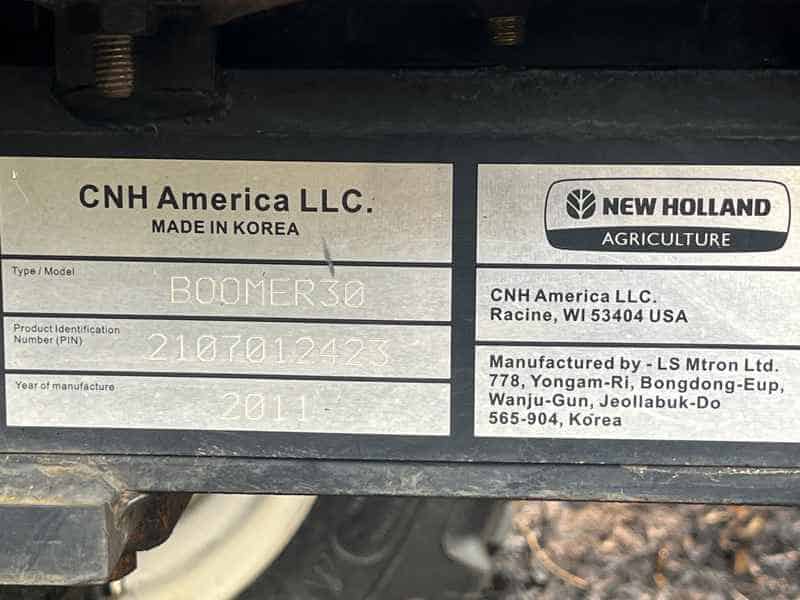 CNH America LLC.
MADE IN KOREA
Type / Model
BOOMER30
Product Identification
Number (PIN)
2107012423
Year of manufacture
2011
NEW HOLLAND
AGRICULTURE
CNH America LLC.
Racine, WI 53404 USA
Manufactured by - LS Mtron Ltd.
778, Yongam-Ri, Bongdong-Eup,
Wanju-Gun, Jeollabuk-Do
565-904, Korea